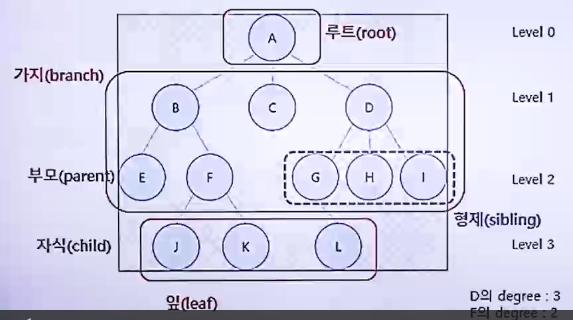 A
루트(root)
Level 0
가지(branch)
B
C
D
Level 1
부모(parent)
E
F
G
H
I
Level 2
형제(sibling)
자식(child)
J
K
L
Level 3
잎(leaf)
D의 degree : 3
F의 degree : 2